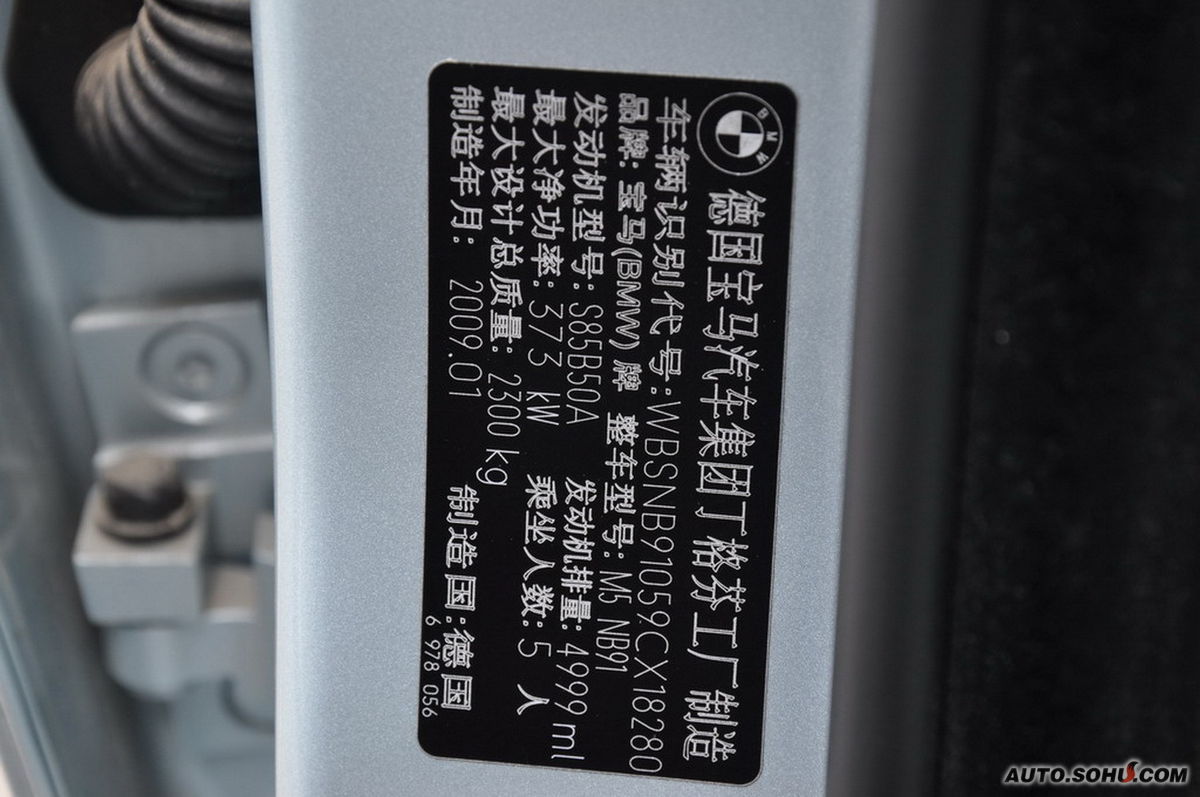 BMW
德国宝马汽车集团丁格芬工厂制造
车辆识别代号:WBSNB91059CX18280
品牌: 宝马(BMW) 牌 整车型号: M5 NB91
发动机型号: S85B50A 发动机排量: 4999 ml
最大净功率: 373 kW 乘坐人数: 5 人
最大设计总质量: 2300 kg
制造年月: 2009.01 制造国:德国
6 978 056
AUTO.SOHU.COM